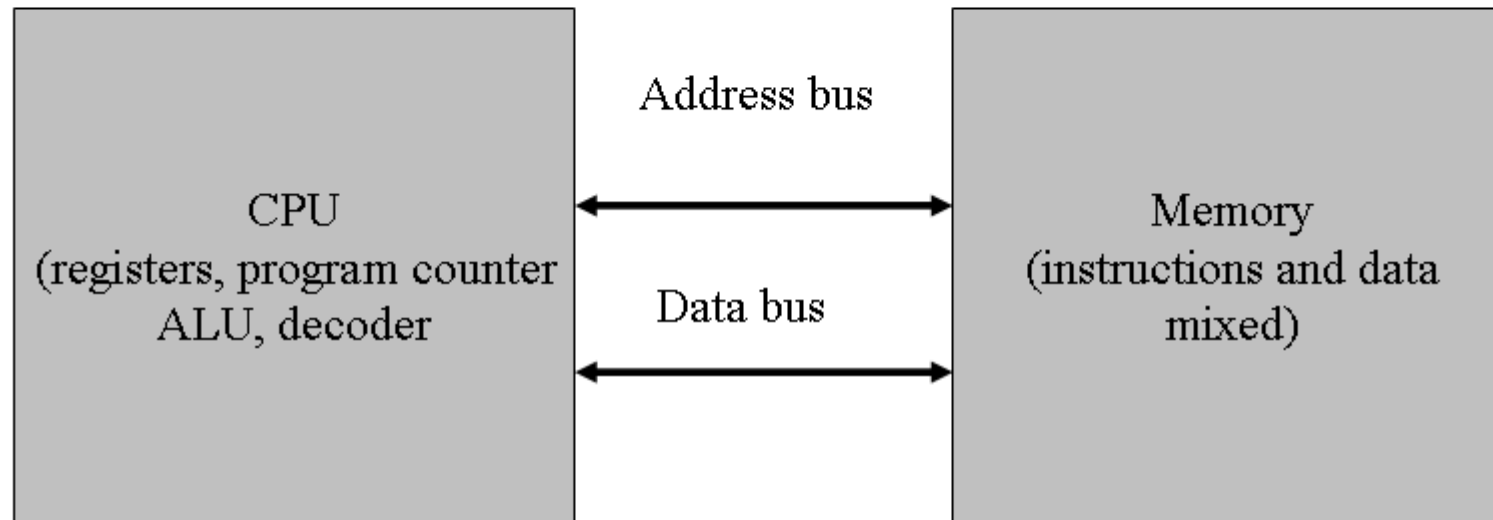 Address bus
CPU
(registers, program counter
ALU, decoder
Data bus
Memory
(instructions and data
mixed)